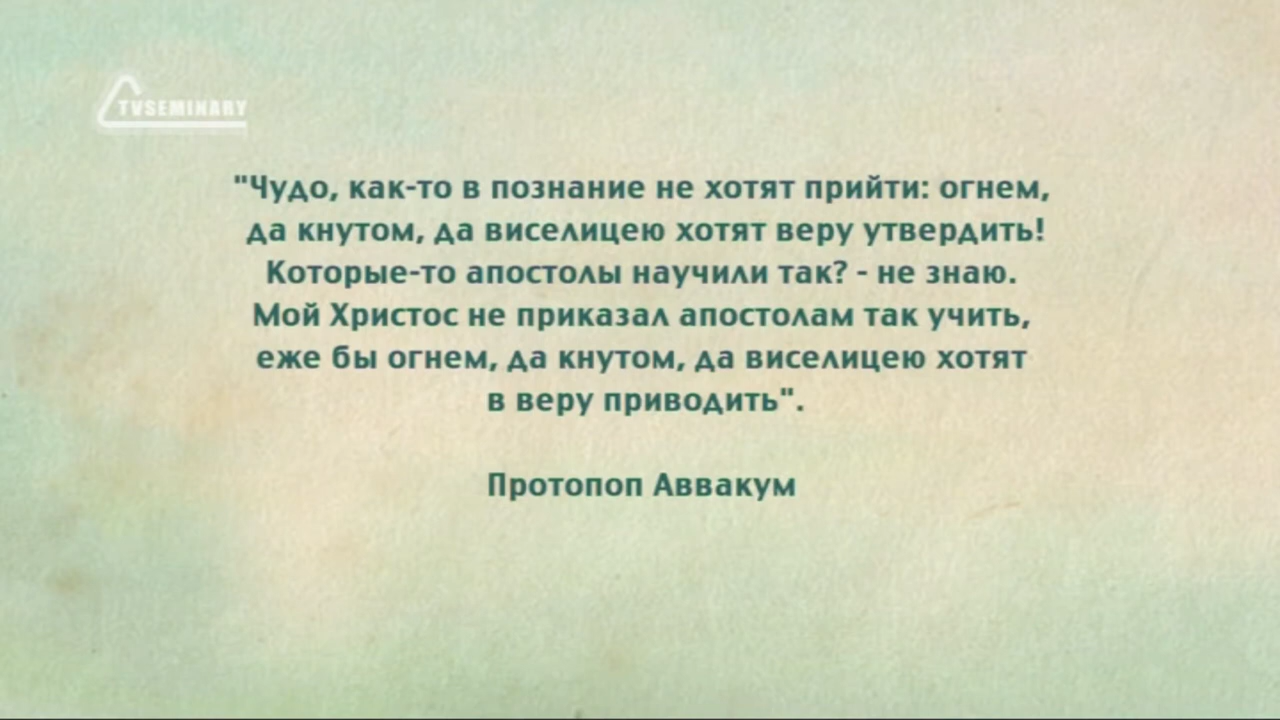 TVSEMINARY
"Чудо, как-то в познание не хотят прийти: огнем,
да кнутом, да виселицею хотят веру утвердить!
Которые-то апостолы научили так? - не знаю.
Мой Христос не приказал апостолам так учить,
еже бы огнем, да кнутом, да виселицею хотят
в веру приводить".
Протопоп Аввакум